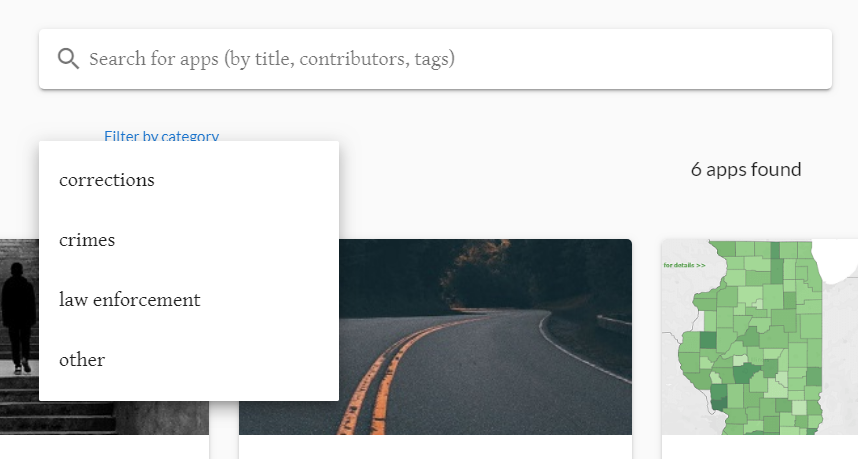 Search for apps (by title, contributors, tags)
Filter by category
6 apps found
corrections
crimes
law enforcement
other
for details >>